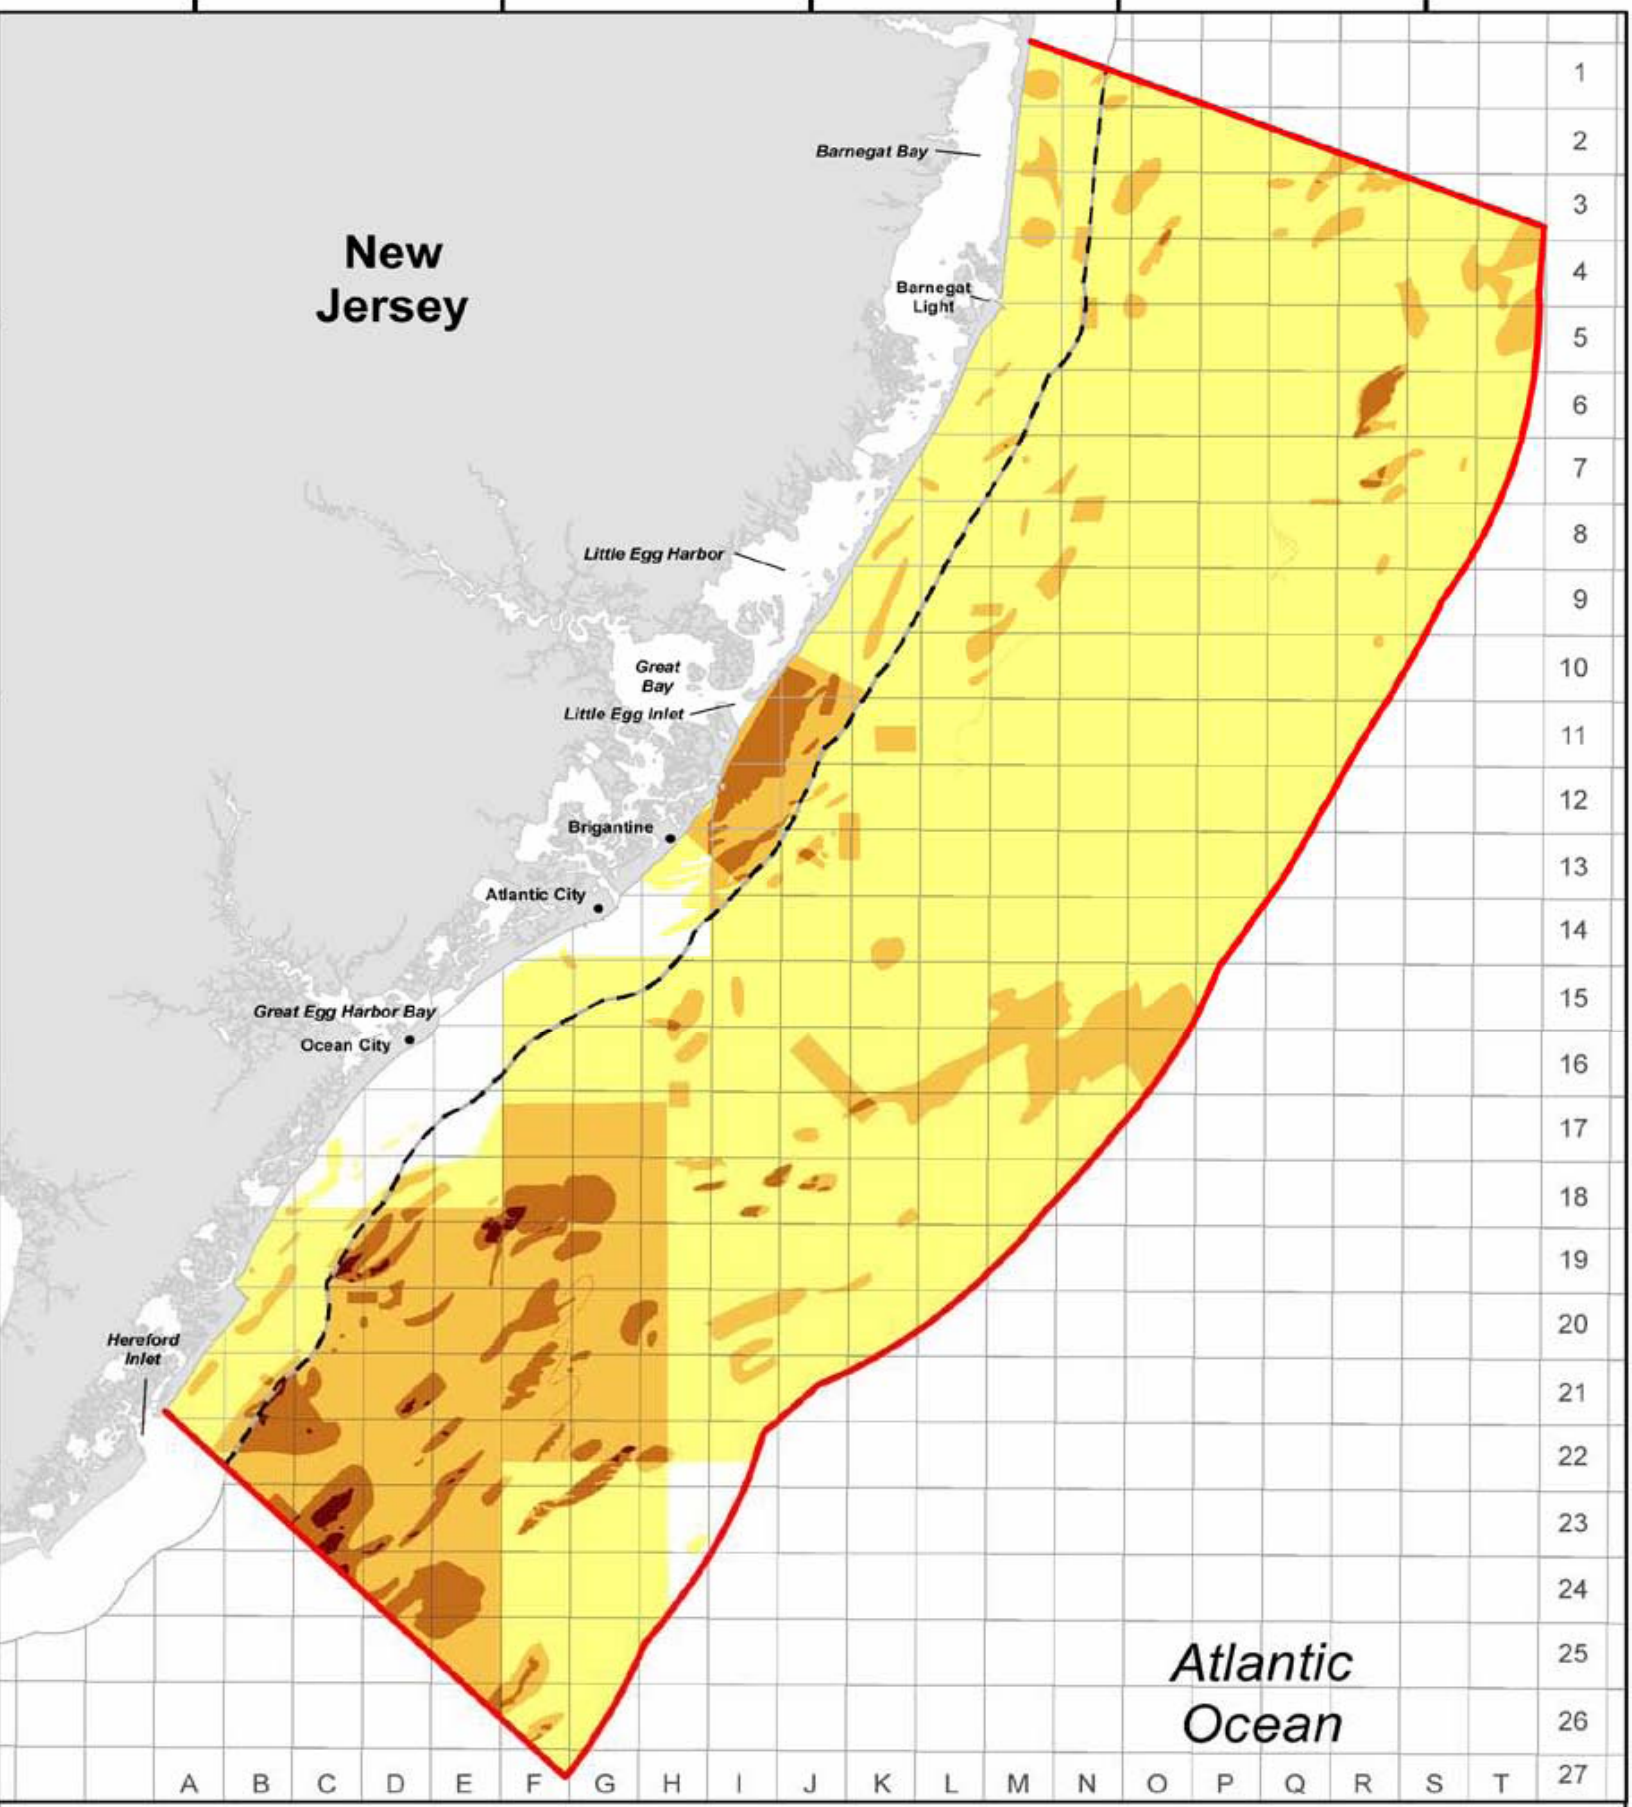 1
2
Barnegat Bay
3
New
Jersey
4
Barnegat
Light
5
6
7
8
Little Egg Harbor
9
10
Great
Bay
Little Egg Inlet
11
12
Brigantine
13
Atlantic City
14
15
Great Egg Harbor Bay
Ocean City
16
17
18
19
20
Hereford
Inlet
21
22
23
24
25
Atlantic
Ocean
26
27
A B C D E F G H I J K L M N O P Q R S T